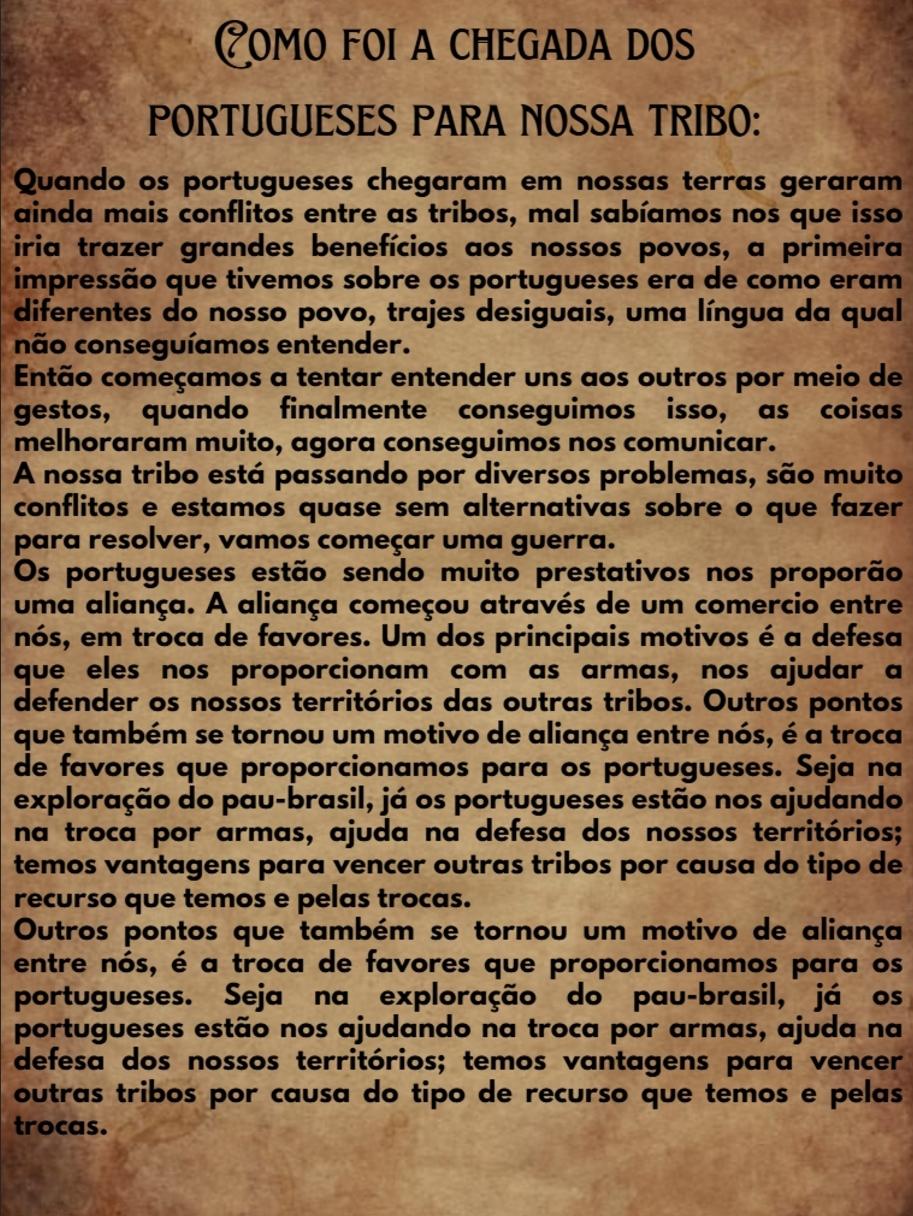 Como foi a chegada dos
portugueses para nossa tribo:
Quando os portugueses chegaram em nossas terras geraram
ainda mais conflitos entre as tribos, mal sabíamos nos que isso
iria trazer grandes benefícios aos nossos povos, a primeira
impressão que tivemos sobre os portugueses era de como eram
diferentes do nosso povo, trajes desiguais, uma língua da qual
não conseguíamos entender.
Então começamos a tentar entender uns aos outros por meio de
gestos, quando finalmente conseguimos isso, as coisas
melhoraram muito, agora conseguimos nos comunicar.
A nossa tribo está passando por diversos problemas, são muito
conflitos e estamos quase sem alternativas sobre o que fazer
para resolver, vamos começar uma guerra.
Os portugueses estão sendo muito prestativos nos proporão
uma aliança. A aliança começou através de um comercio entre
nós, em troca de favores. Um dos principais motivos é a defesa
que eles nos proporcionam com as armas, nos ajudar a
defender os nossos territórios das outras tribos. Outros pontos
que também se tornou um motivo de aliança entre nós, é a troca
de favores que proporcionamos para os portugueses. Seja na
exploração do pau-brasil, já os portugueses estão nos ajudando
na troca por armas, ajuda na defesa dos nossos territórios;
temos vantagens para vencer outras tribos por causa do tipo de
recurso que temos e pelas trocas.
Outros pontos que também se tornou um motivo de aliança
entre nós, é a troca de favores que proporcionamos para os
portugueses. Seja na exploração do pau-brasil, já os
portugueses estão nos ajudando na troca por armas, ajuda na
defesa dos nossos territórios; temos vantagens para vencer
outras tribos por causa do tipo de recurso que temos e pelas
trocas.